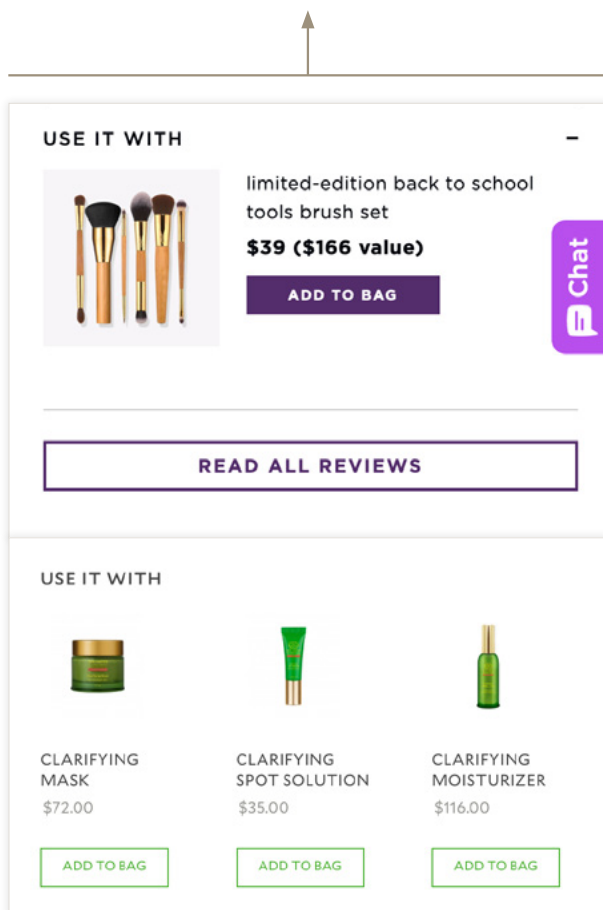 USE IT WITH
–
limited-edition back to school
tools brush set
$39 ($166 value)
ADD TO BAG
Chat
READ ALL REVIEWS
USE IT WITH
CLARIFYING
MASK
$72.00
ADD TO BAG
CLARIFYING
SPOT SOLUTION
$35.00
ADD TO BAG
CLARIFYING
MOISTURIZER
$116.00
ADD TO BAG